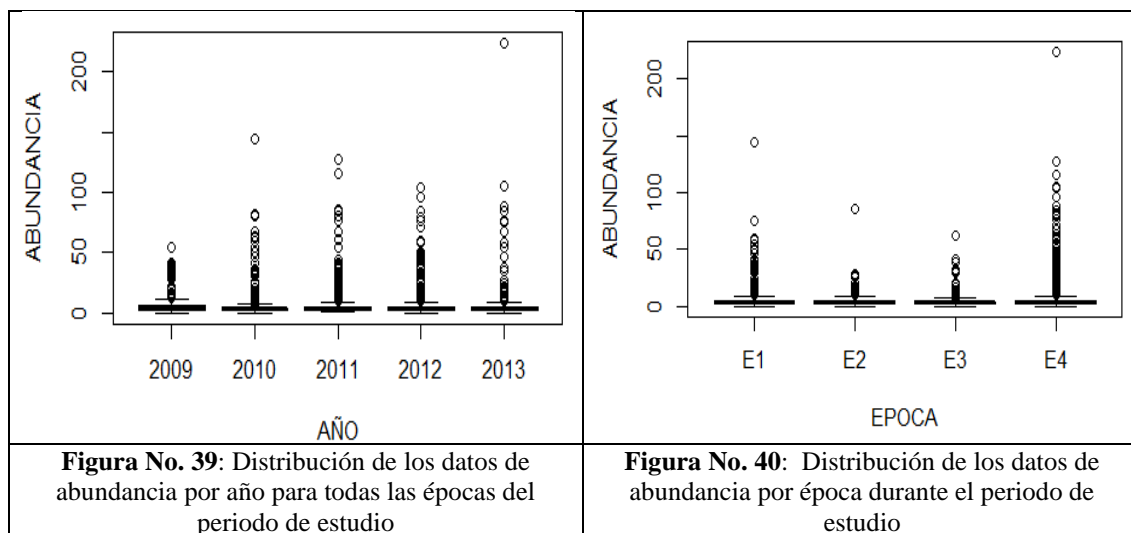 200
100
50
0
ABUNDANCIA
2009 2010 2011 2012 2013
AÑO
200
100
50
0
ABUNDANCIA
E1 E2 E3 E4
EPOCA
Figura No. 39: Distribución de los datos de
abundancia por año para todas las épocas del
periodo de estudio
Figura No. 40: Distribución de los datos de
abundancia por época durante el periodo de
estudio